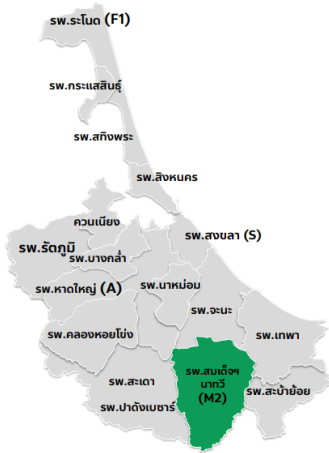 รพ.ระโนด (F1)
รพ.กระแสสินธุ์
รพ.สทิงพระ
รพ.สิงหนคร
ควนเนียง
รพ.สงขลา (S)
รพ.รัตภูมิ
รพ.บางกล่ำ
รพ.หาดใหญ่ (A)
รพ.นาหม่อม
รพ.จะนะ
รพ.คลองหอยโข่ง
รพ.เทพา
รพ.สมเด็จฯ
นาทวี
(M2)
รพ.สะเดา
รพ.สะบ้าย้อย
รพ.ปาดังเบซาร์